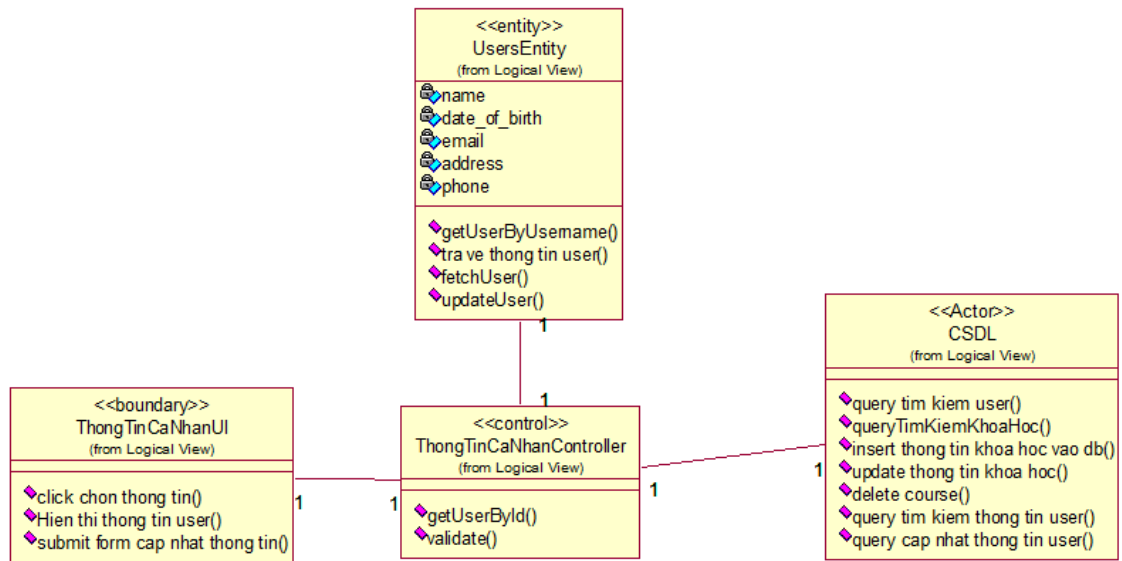 <<entity>>
UsersEntity
(from Logical View)
name
date_of_birth
email
address
phone
getUserByUsername()
tra ve thong tin user()
fetchUser()
updateUser()
1
1
<<boundary>>
ThongTinCaNhanUI
(from Logical View)
click chon thong tin()
Hien thi thong tin user()
submit form cap nhat thong tin()
1
1
<<control>>
ThongTinCaNhanController
(from Logical View)
getUserById()
validate()
1
1
<<Actor>>
CSDL
(from Logical View)
query tim kiem user()
queryTimKiemKhoaHoc()
insert thong tin khoa hoc vao db()
update thong tin khoa hoc()
delete course()
query tim kiem thong tin user()
query cap nhat thong tin user()